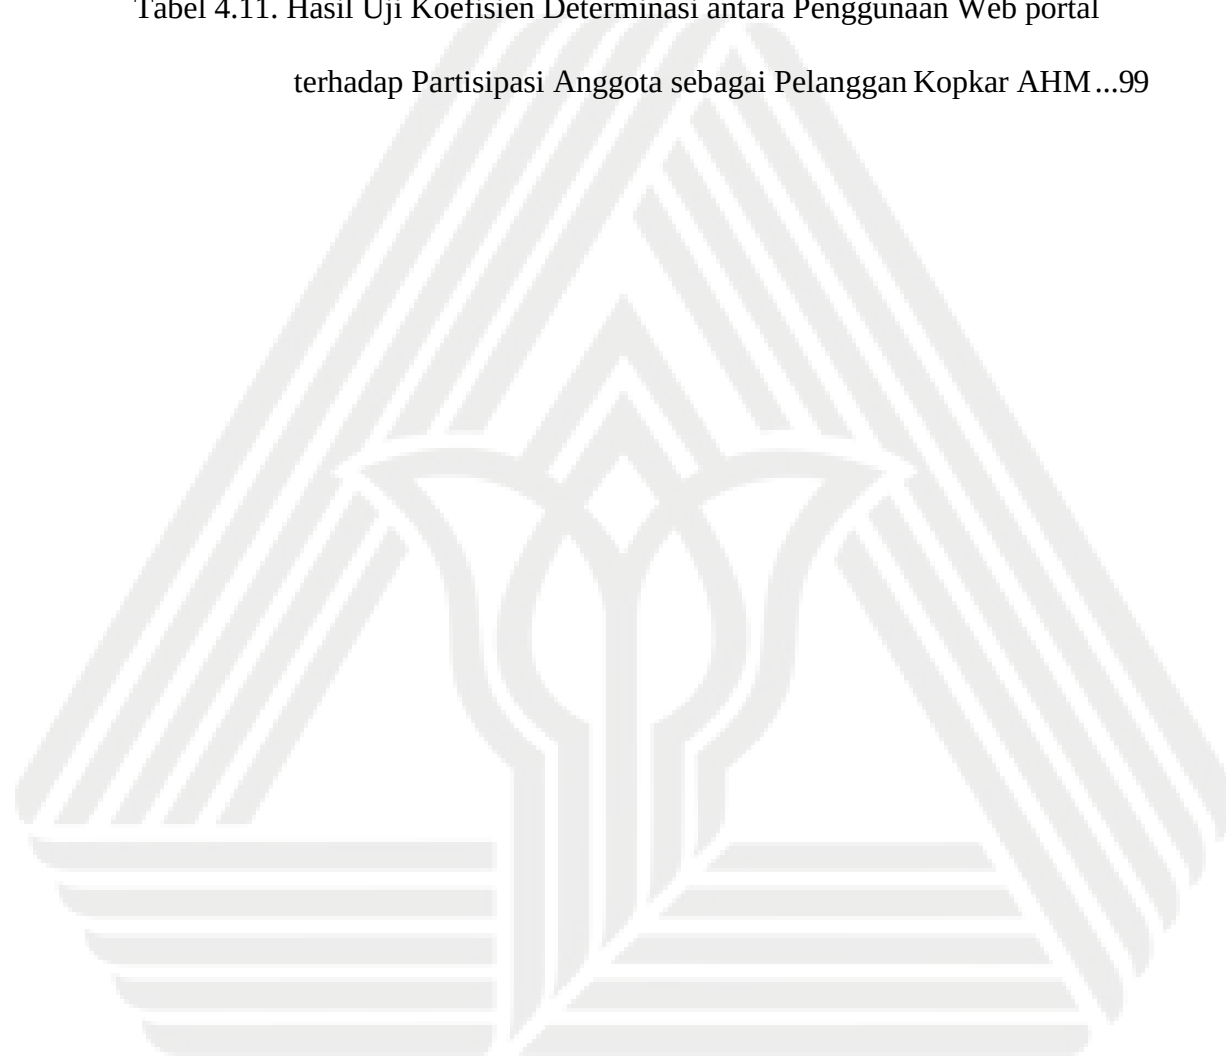 Tabel 4.11. Hasil Uji Koefisien Determinasi antara Penggunaan Web portal
terhadap Partisipasi Anggota sebagai Pelanggan Kopkar AHM...99